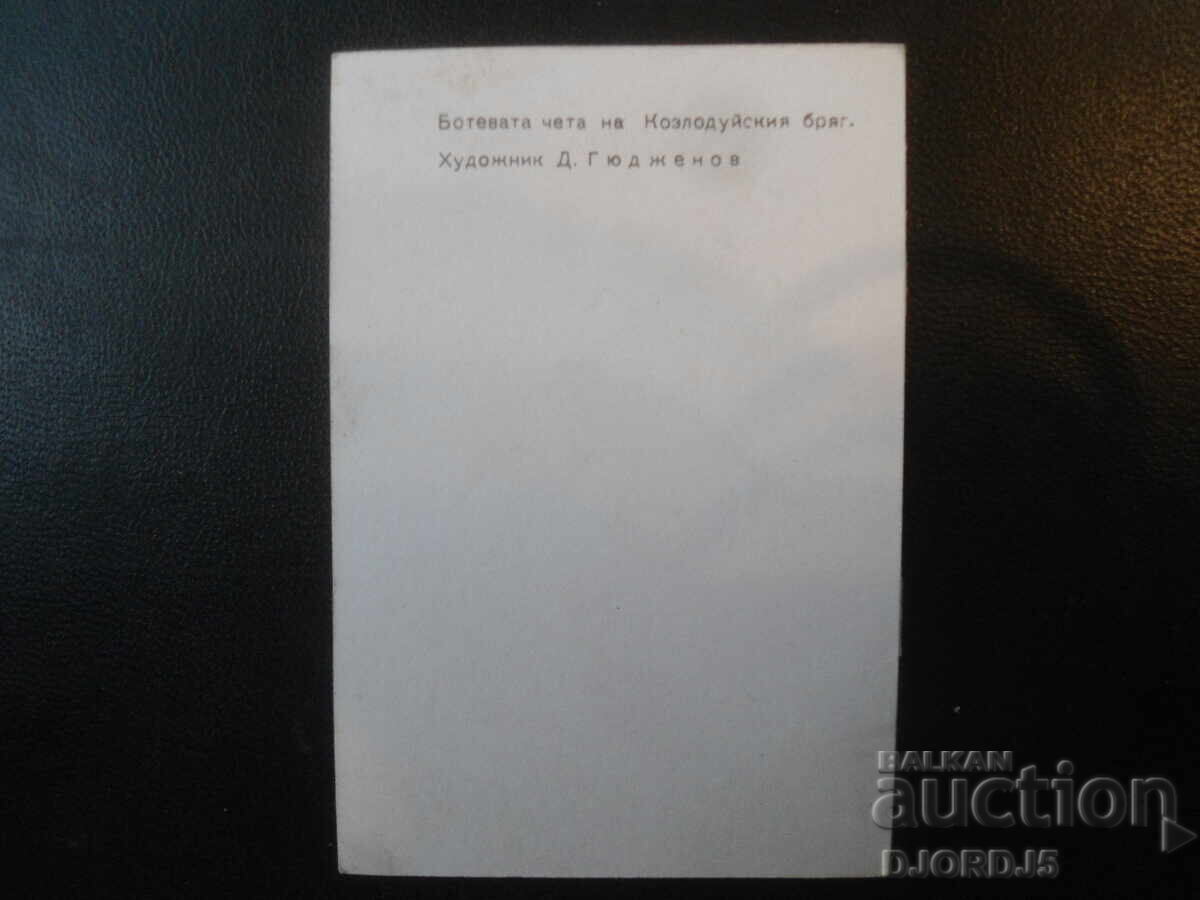 Ботевата чета на Козлодуйския бряг.
Художник Д. Гюдженов
BALKAN
auction
DJORDJ5